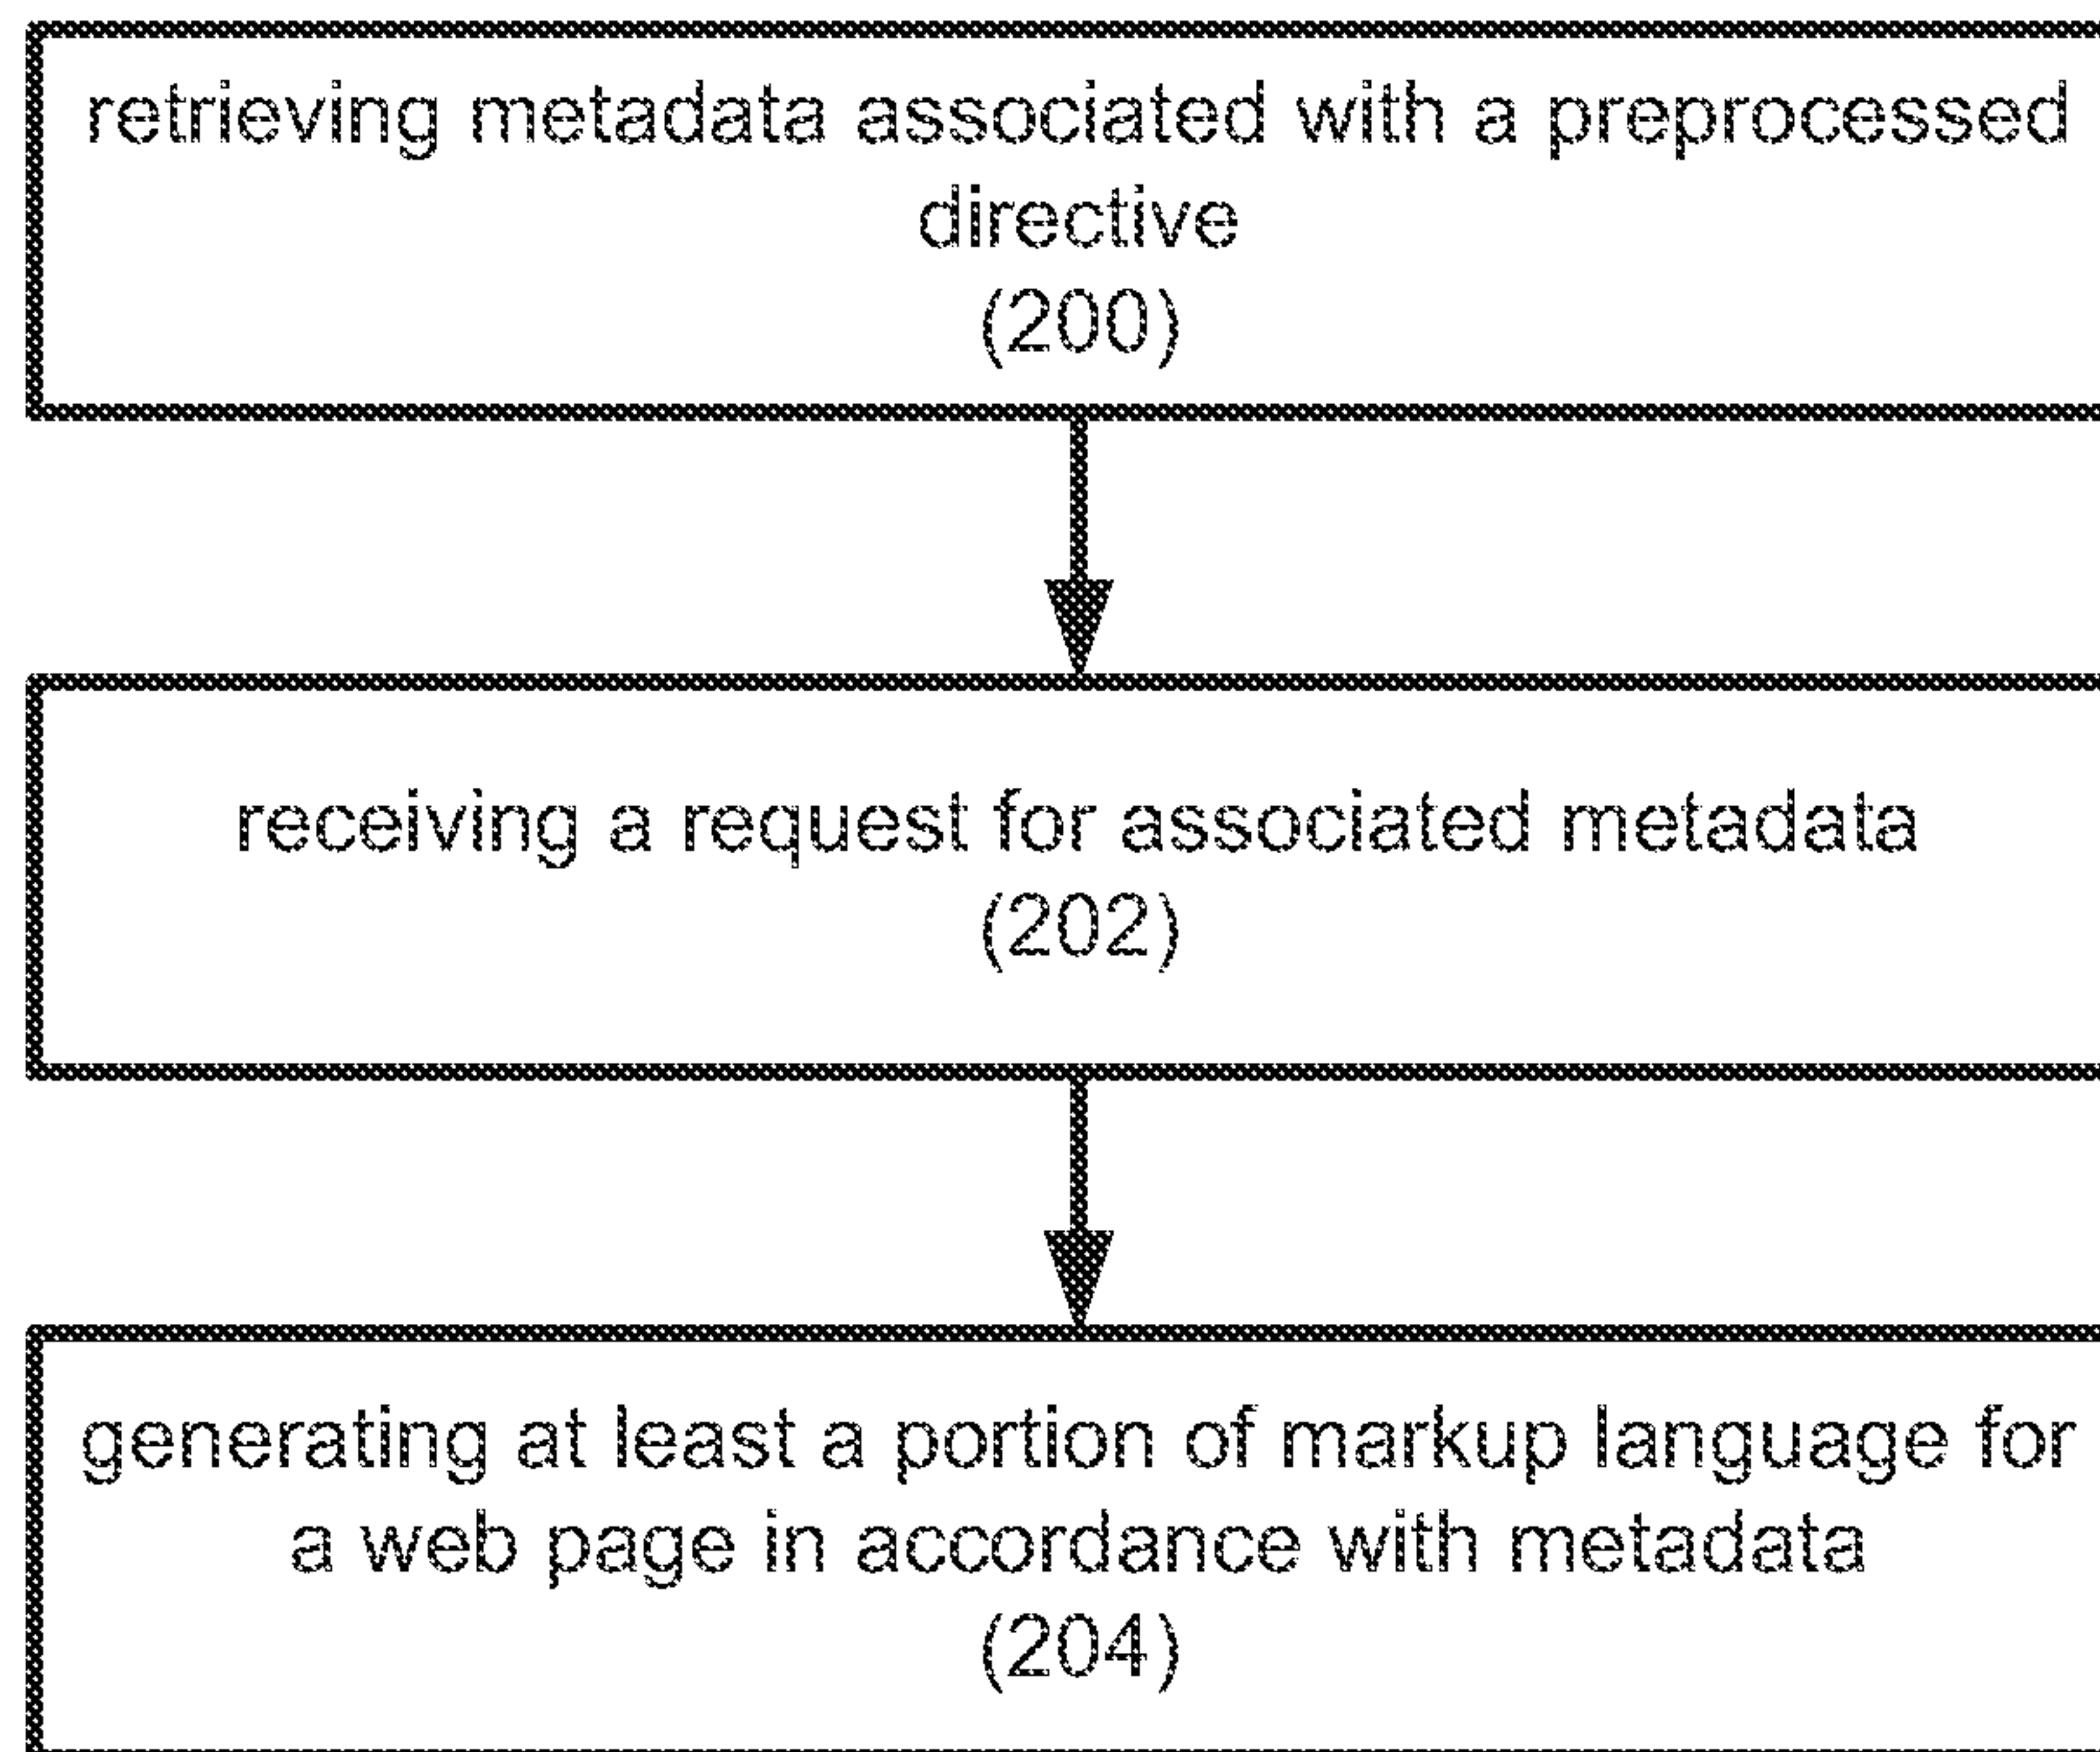 retrieving metadata associated with a preprocessed
directive
(200)
receiving a request for associated metadata
(202)
generating at least a portion of markup language for
a web page in accordance with metadata
(204)